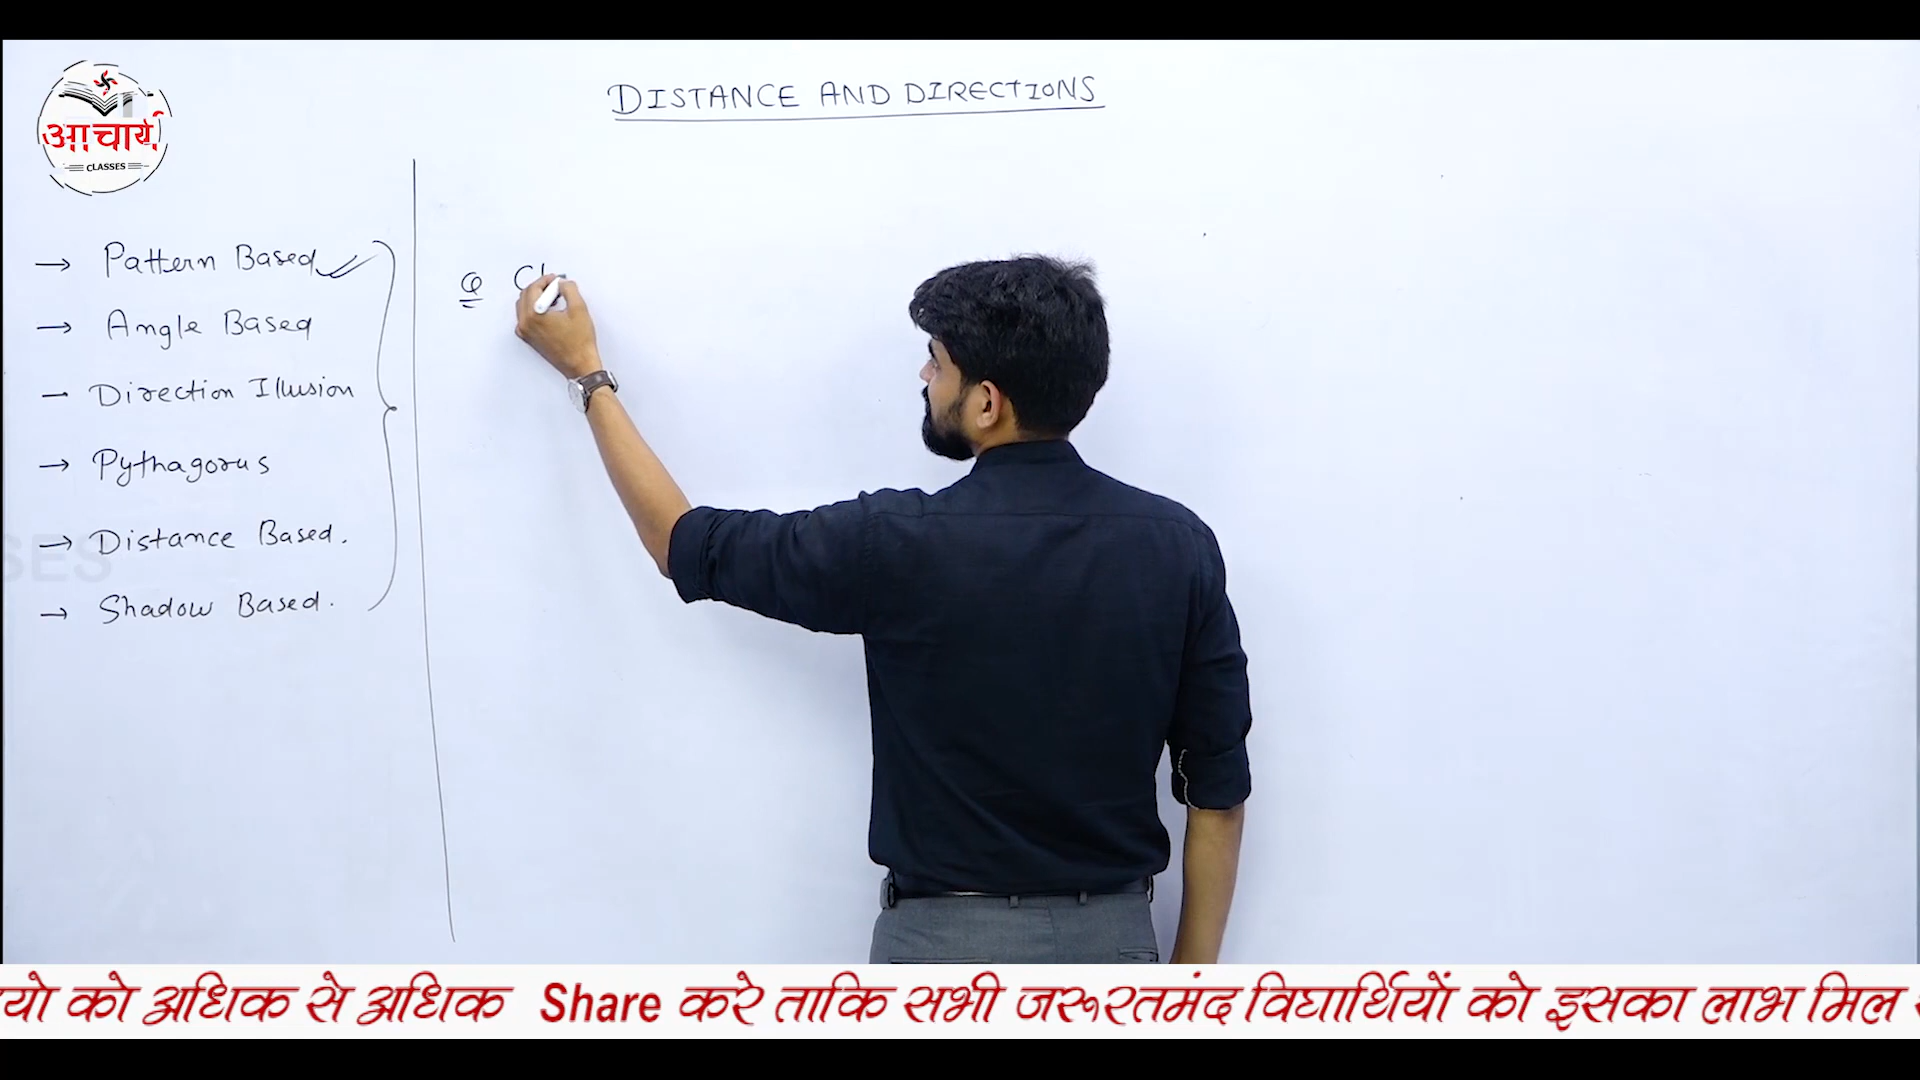 DISTANCE AND DIRECTIONS
आचार्य
CLASSES
→ Pattern Based
→ Angle Based
- Direction Illusion
→ Pythagorus
→ Distance Based.
→ Shadow Based.
Q
SES
को अधिक से अधिक Share करे ताकि सभी जरूरतमंद विद्यार्थियों को इसका लाभ मिल